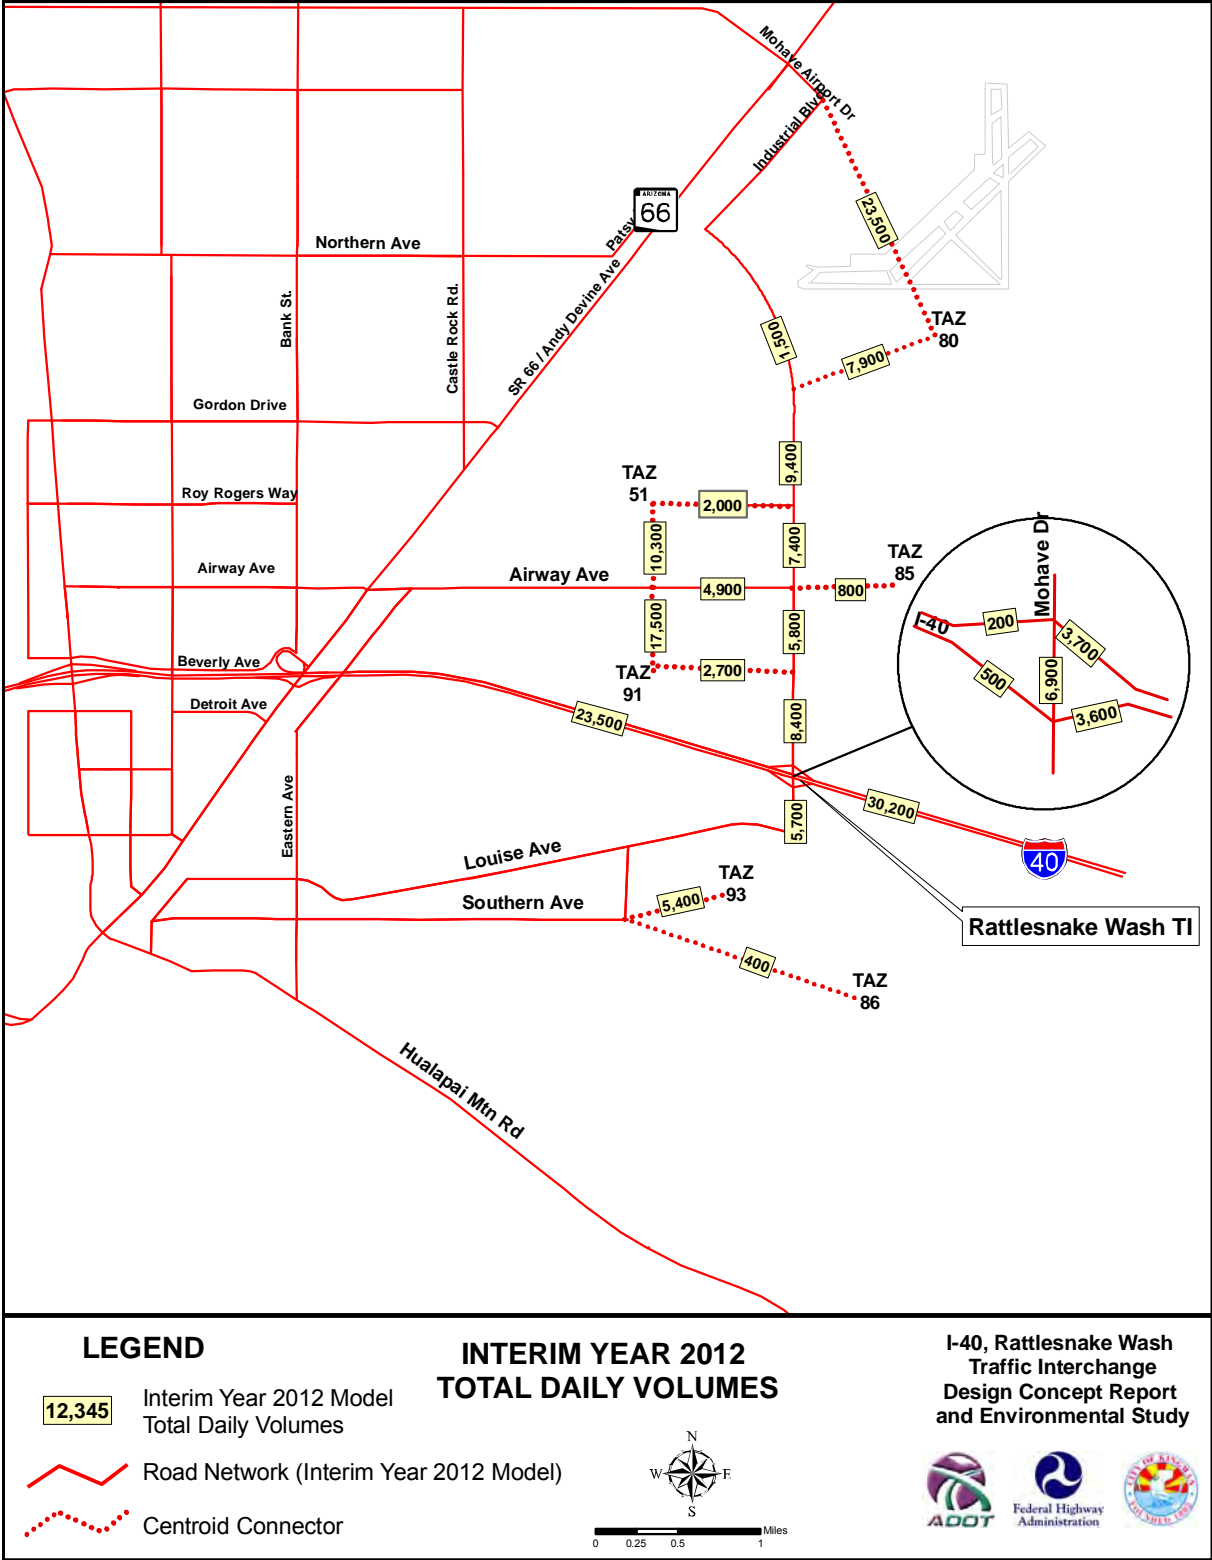 Mohave Airport Dr
Industrial Blvd
ARIZONA
66
Patsy
Northern Ave
23,500
Bank St.
Castle Rock Rd.
SR 66 / Andy Devine Ave
TAZ
80
1,500
7,900
Gordon Drive
9,400
TAZ
51
Roy Rogers Way
2,000
10,300
7,400
TAZ
85
Airway Ave
Airway Ave
4,900
800
17,500
5,800
Mohave Dr
I-40
200
3,700
500
6,900
3,600
Beverly Ave
TAZ
91
2,700
Detroit Ave
23,500
8,400
Eastern Ave
30,200
5,700
40
Louise Ave
TAZ
93
5,400
Southern Ave
Rattlesnake Wash TI
400
TAZ
86
Hualapai Mtn Rd
LEGEND
12,345
Interim Year 2012 Model
Total Daily Volumes
Road Network (Interim Year 2012 Model)
Centroid Connector
INTERIM YEAR 2012
TOTAL DAILY VOLUMES
N
W
E
S
Miles
0
0.25
0.5
1
I-40, Rattlesnake Wash
Traffic Interchange
Design Concept Report
and Environmental Study
ADOT
Federal Highway
Administration
CITY OF KINGMAN
FOUNDED 1882